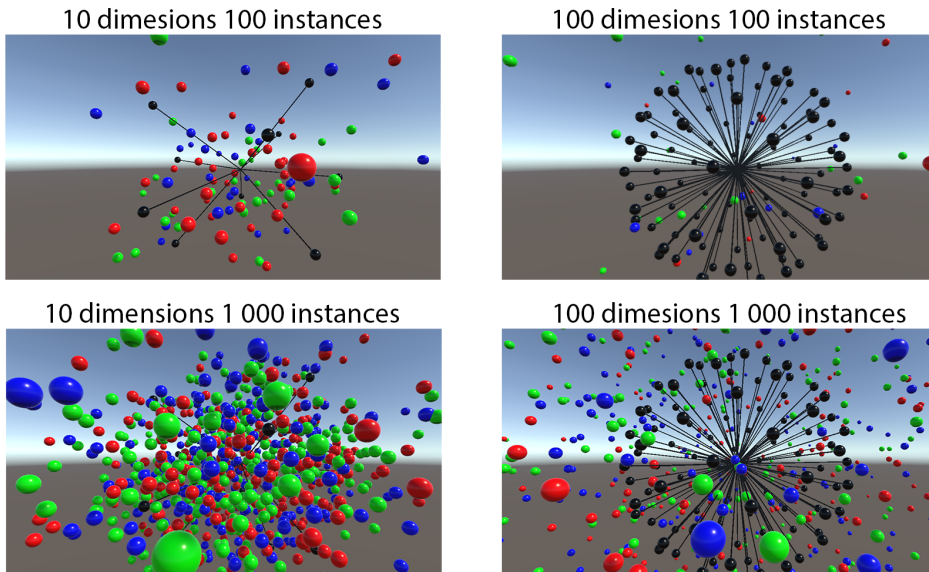 10 dimesions 100 instances
100 dimesions 100 instances
10 dimensions 1 000 instances
100 dimesions 1 000 instances